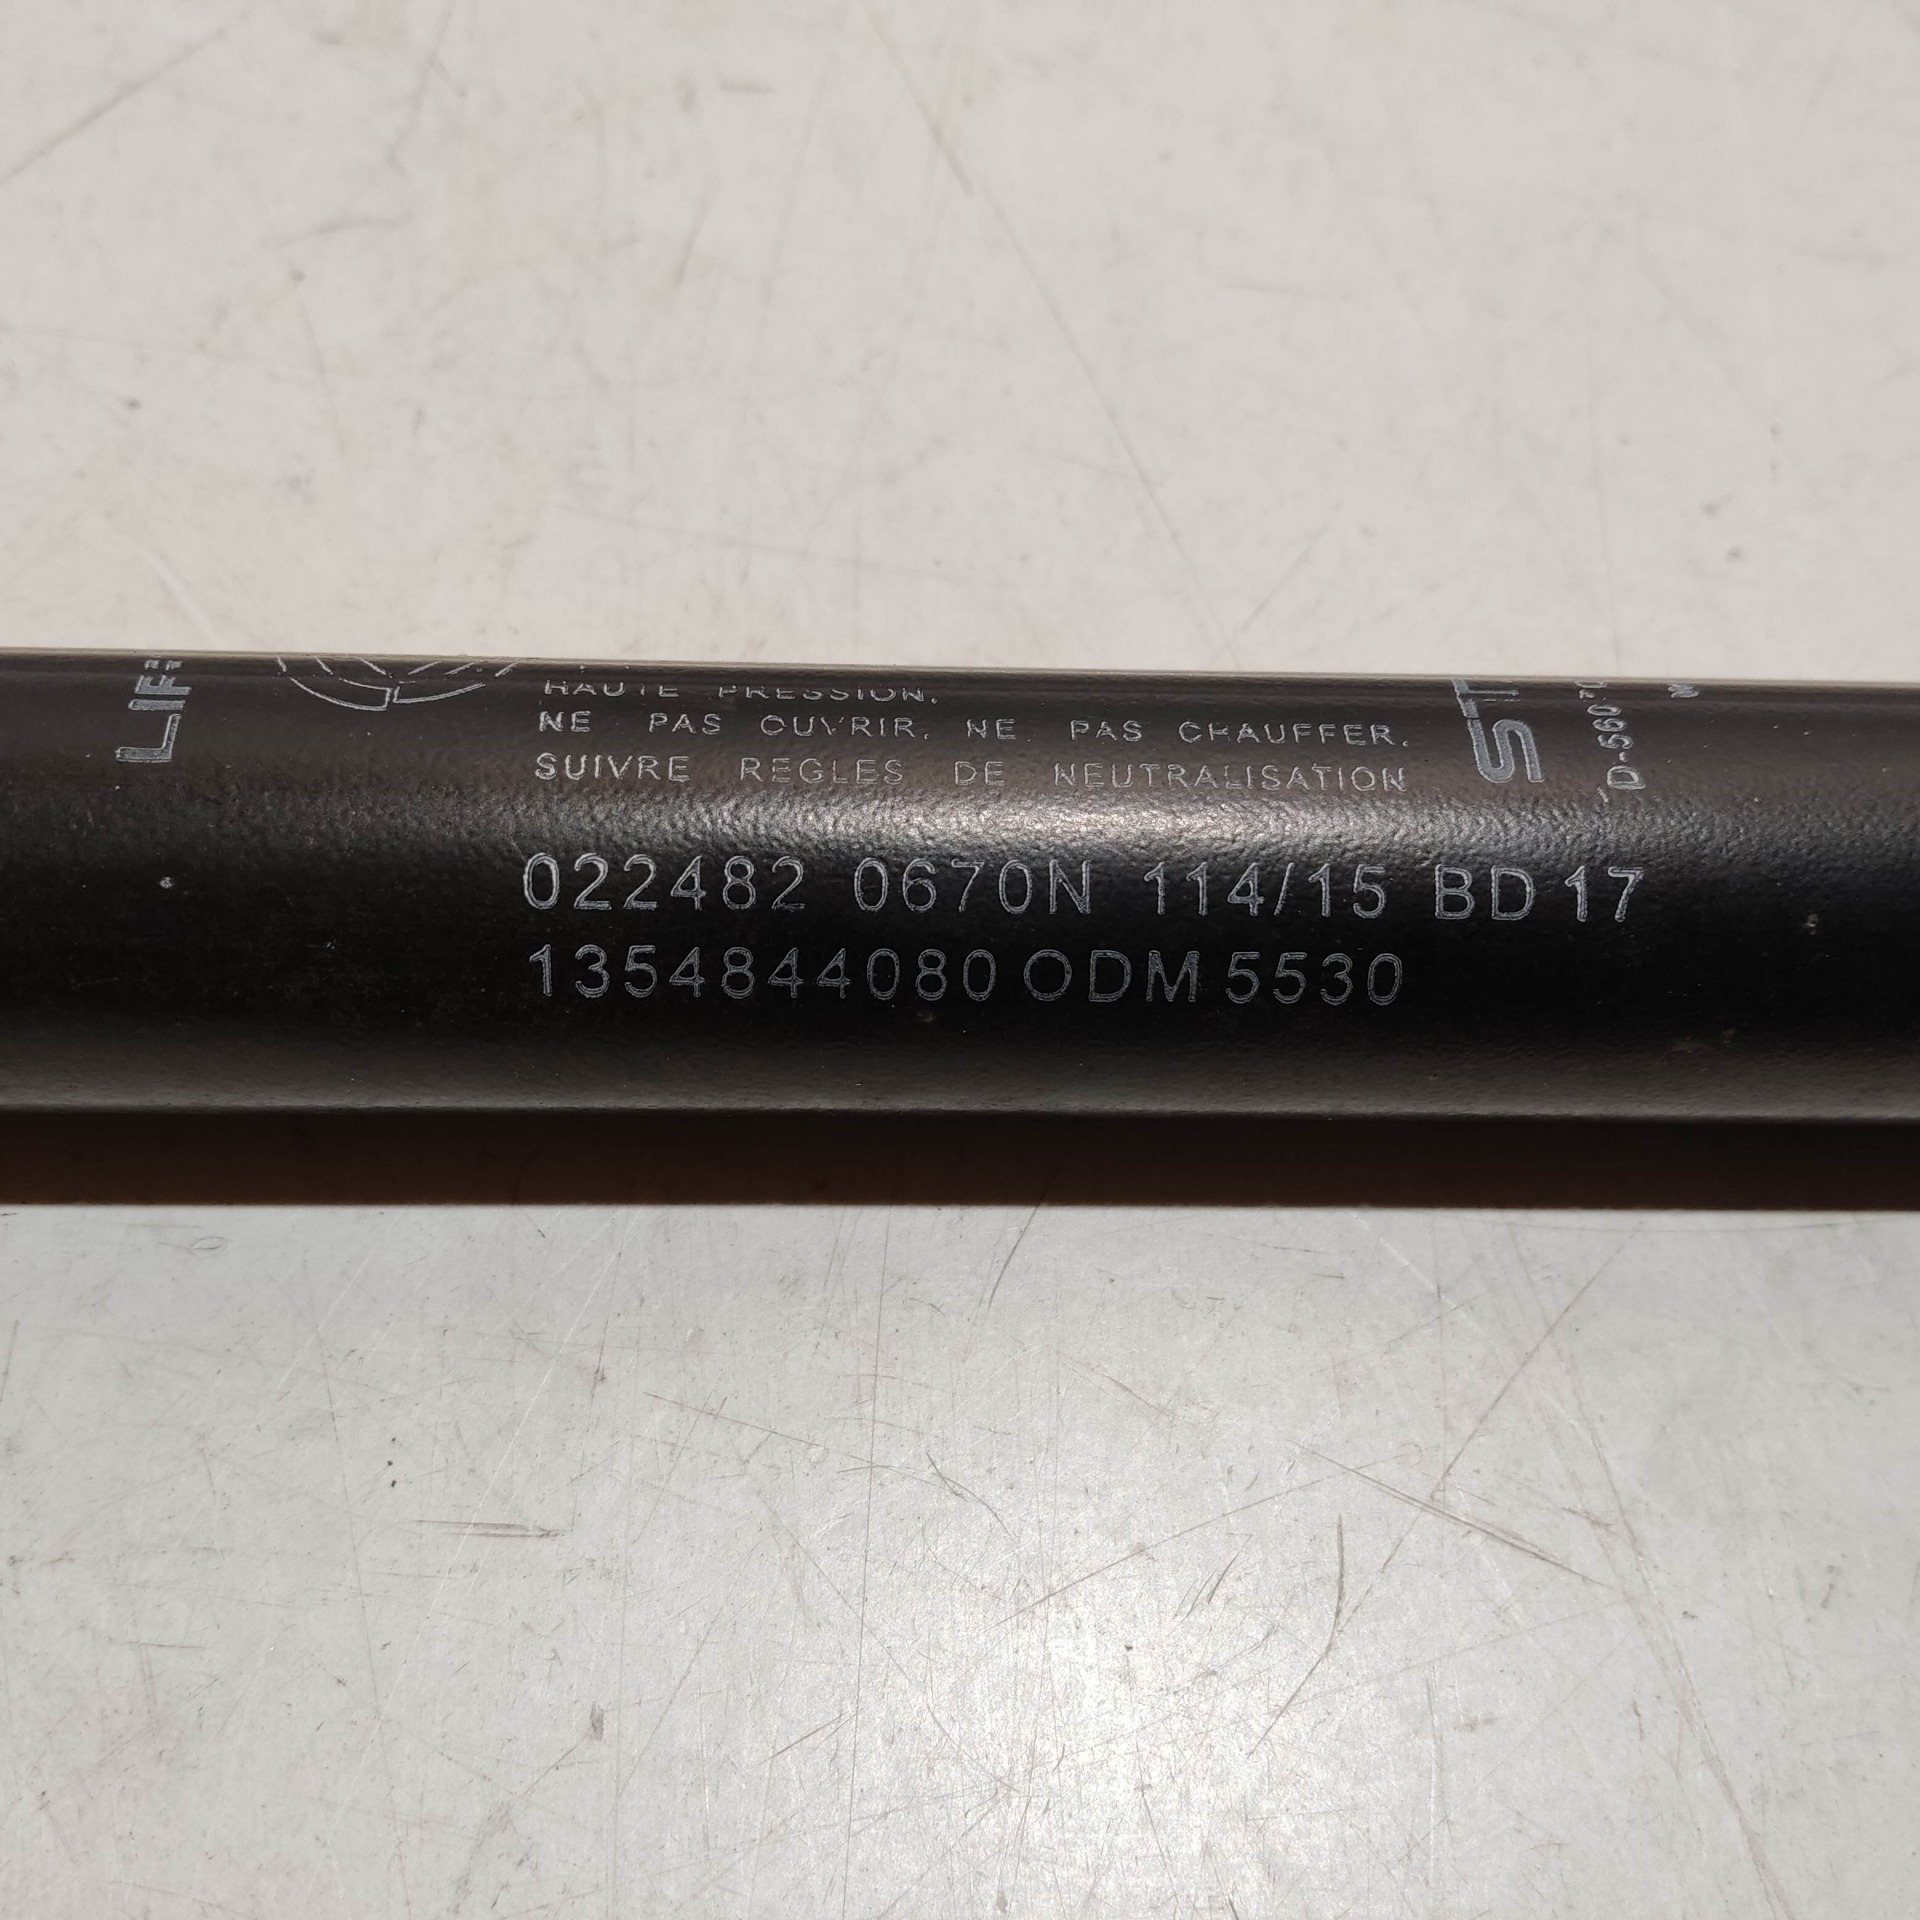 HAUTE PRESSION.
NE PAS OUVRIR. NE PAS CHAUFFER.
SUIVRE REGLES DE NEUTRALISATION
022482 0670N 114/15 BD 17
1354844080 ODM 5530